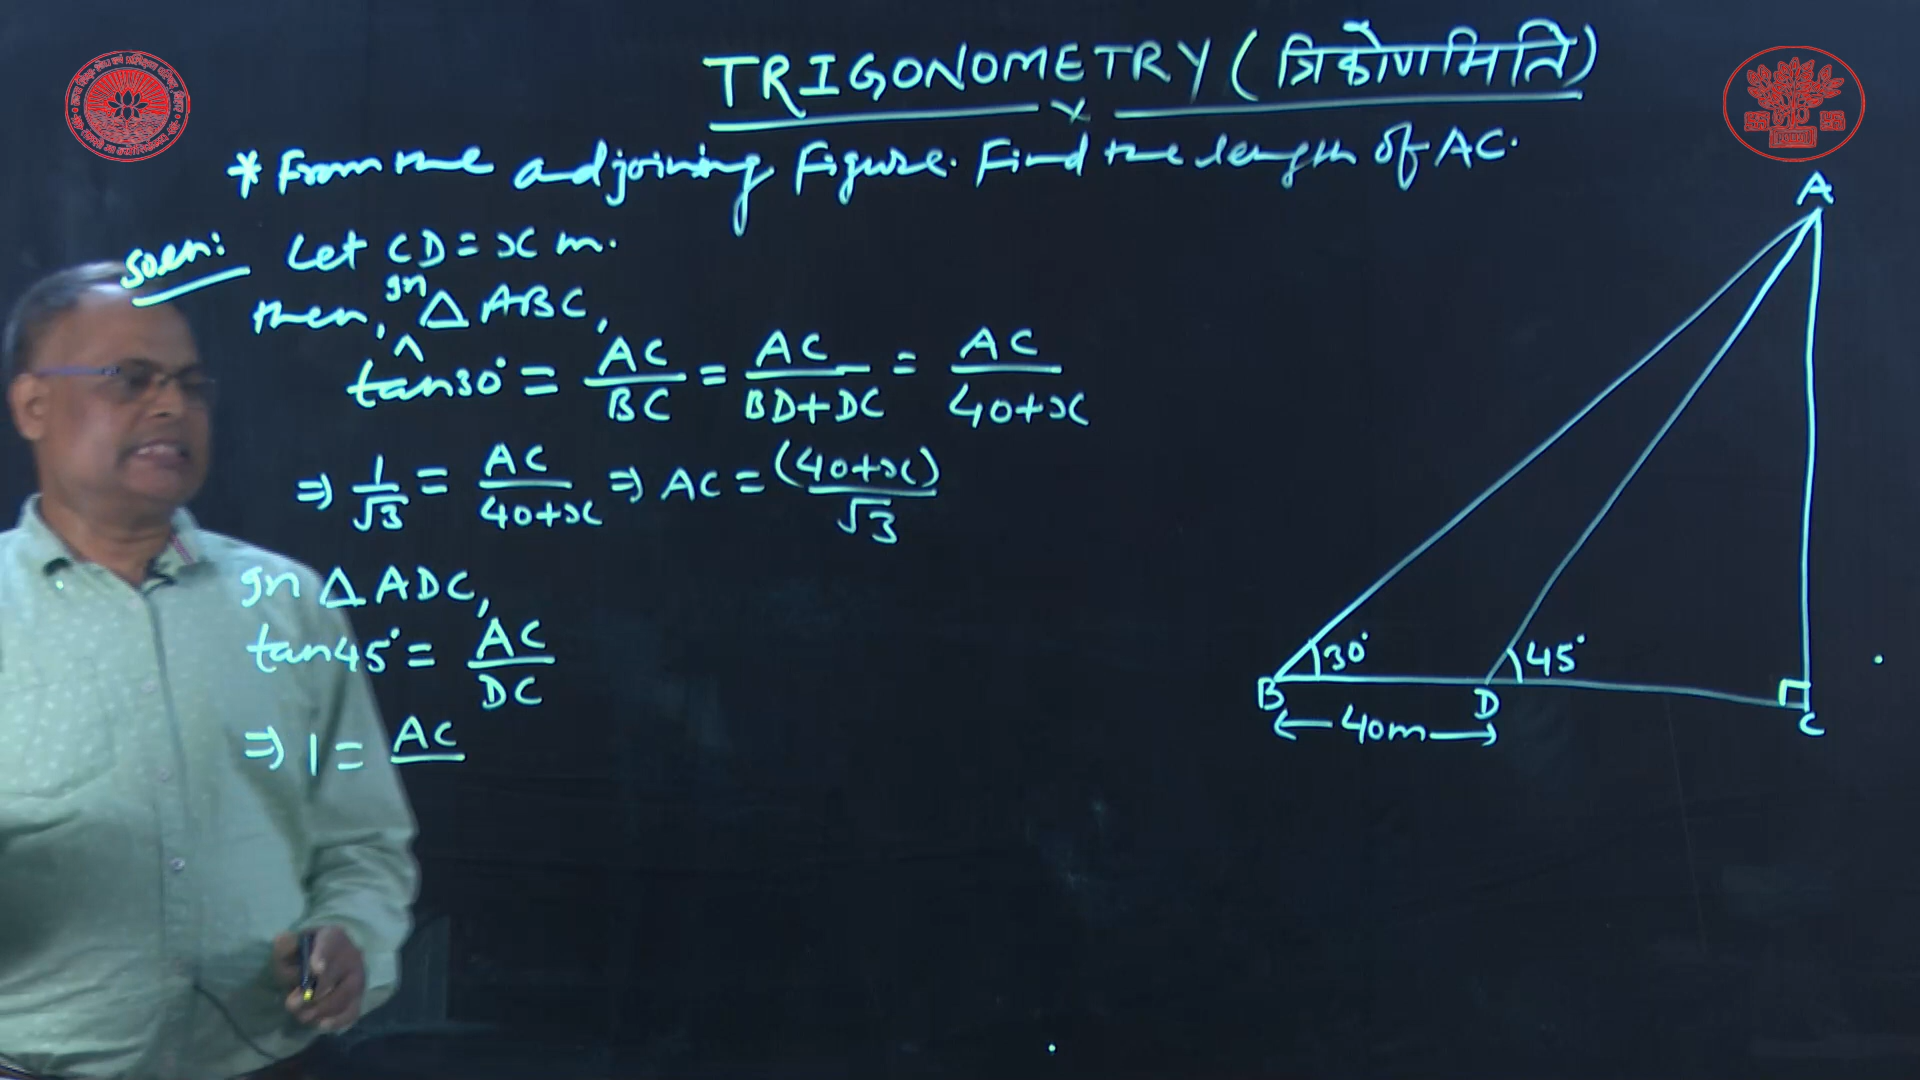 TRIGONOMETRY (त्रिकोणमिति)
* From the adjoining Figure. Find the length of AC.
Soln: Let CD = x m.
then, In △ ABC,
tan30° = AC/BC = AC/BD+DC = AC/40+x
⇒ 1/√3 = AC/40+x ⇒ AC = (40+x)/√3
In △ ADC,
tan45° = AC/DC
⇒ 1 = AC
A
30°
45°
B
D
C
40m